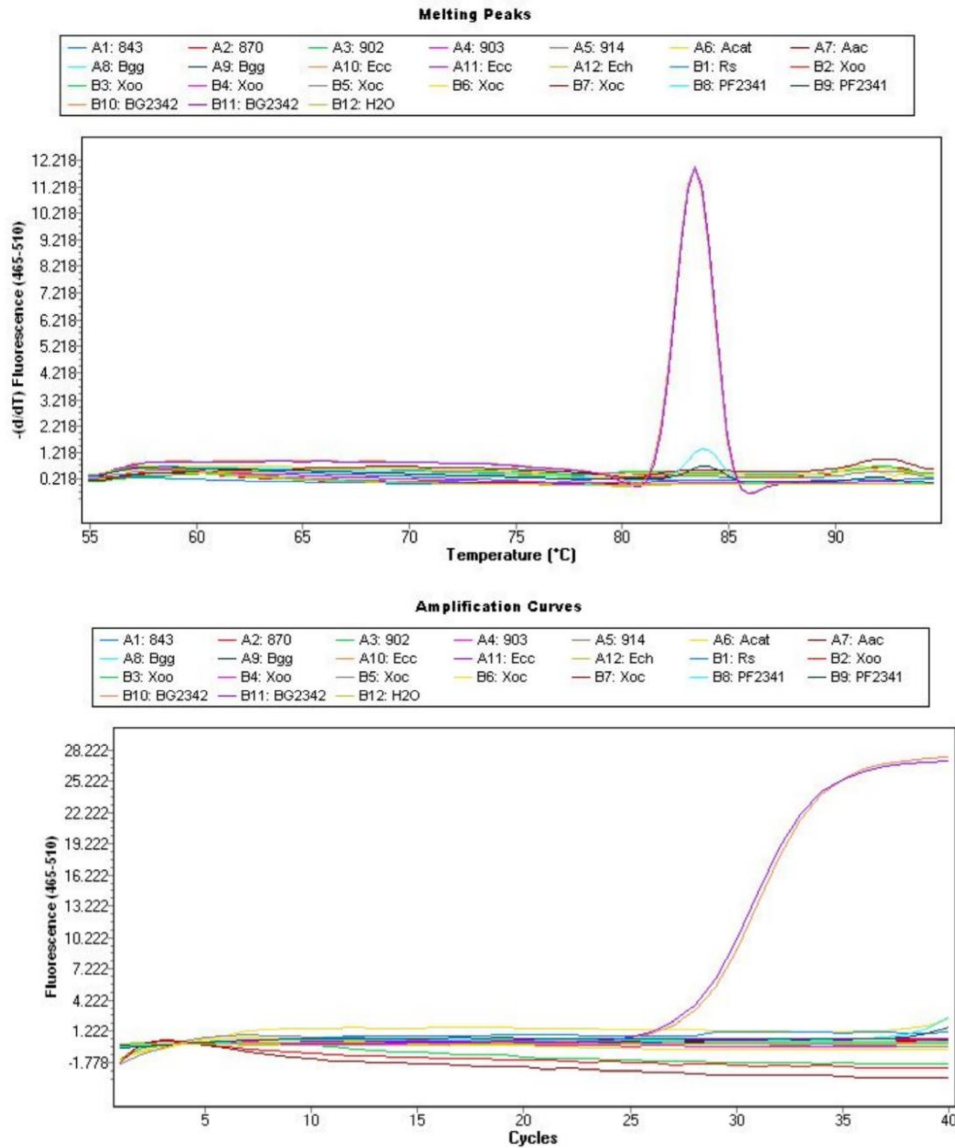 Melting Peaks
A1: 843 A2: 870 A3: 902 A4: 903 A5: 914 A6: Acat A7: Aac
A8: Bgg A9: Bgg A10: Ecc A11: Ecc A12: Ech B1: Rs B2: Xoo
B3: Xoo B4: Xoo B5: Xoc B6: Xoc B7: Xoc B8: PF2341 B9: PF2341
B10: BG2342 B11: BG2342 B12: H2O
-(d/dT) Fluorescence (465-510)
12.218
11.218
10.218
9.218
8.218
7.218
6.218
5.218
4.218
3.218
2.218
1.218
0.218
55 60 65 70 75 80 85 90
Temperature (°C)
Amplification Curves
A1: 843 A2: 870 A3: 902 A4: 903 A5: 914 A6: Acat A7: Aac
A8: Bgg A9: Bgg A10: Ecc A11: Ecc A12: Ech B1: Rs B2: Xoo
B3: Xoo B4: Xoo B5: Xoc B6: Xoc B7: Xoc B8: PF2341 B9: PF2341
B10: BG2342 B11: BG2342 B12: H2O
Fluorescence (465-510)
28.222
25.222
22.222
19.222
16.222
13.222
10.222
7.222
4.222
1.222
-1.778
5 10 15 20 25 30 35 40
Cycles